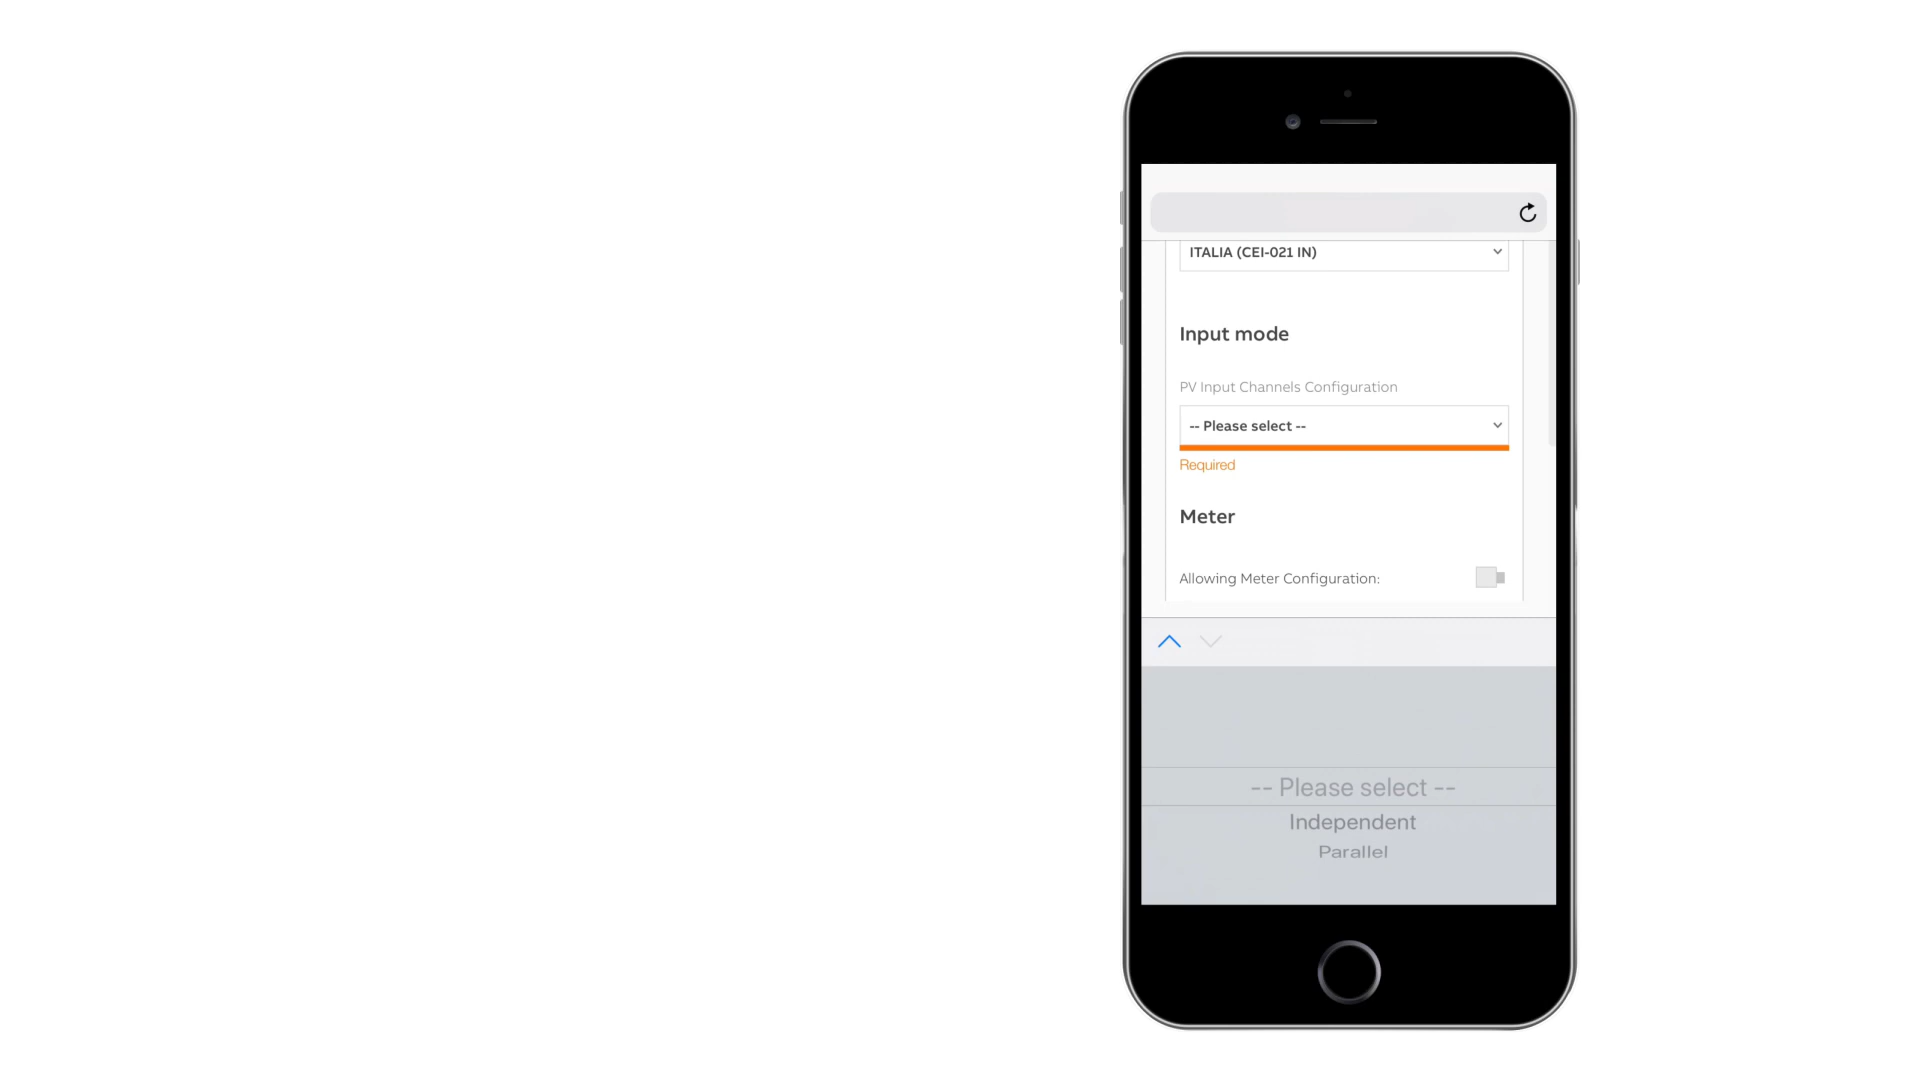 ITALIA (CEI-021 IN)
Input mode
PV Input Channels Configuration
-- Please select --
Required
Meter
Allowing Meter Configuration:
-- Please select --
Independent
Parallel